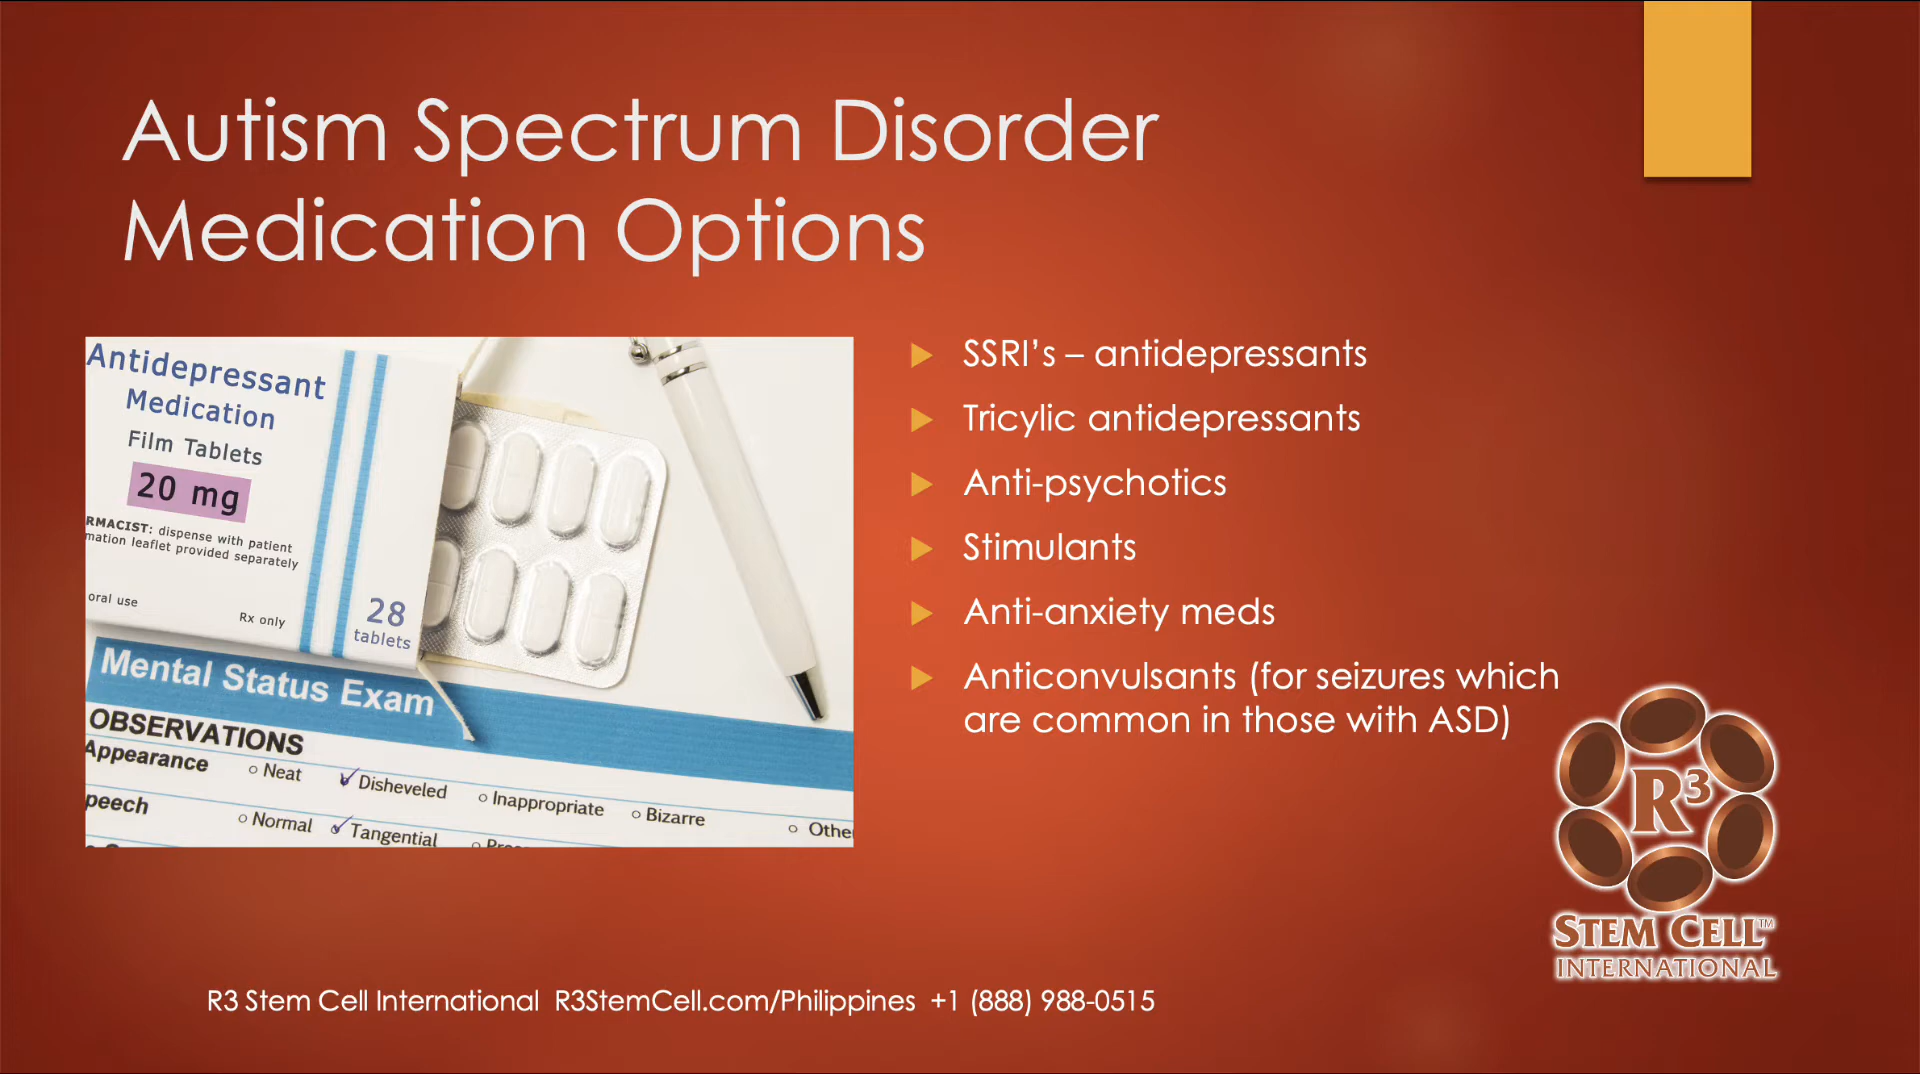 Autism Spectrum Disorder
Medication Options
Antidepressant
Medication
Film Tablets
20 mg
RMACIST: dispense with patient
mation leaflet provided separately
oral use
Rx only
28
tablets
Mental Status Exam
OBSERVATIONS
Appearance
Neat
Disheveled
Inappropriate
Bizarre
Othe
peech
Normal
Tangential
SSRI's – antidepressants
Tricylic antidepressants
Anti-psychotics
Stimulants
Anti-anxiety meds
Anticonvulsants (for seizures which
are common in those with ASD)
R3
STEM CELL™
INTERNATIONAL
R3 Stem Cell International R3StemCell.com/Philippines +1 (888) 988-0515